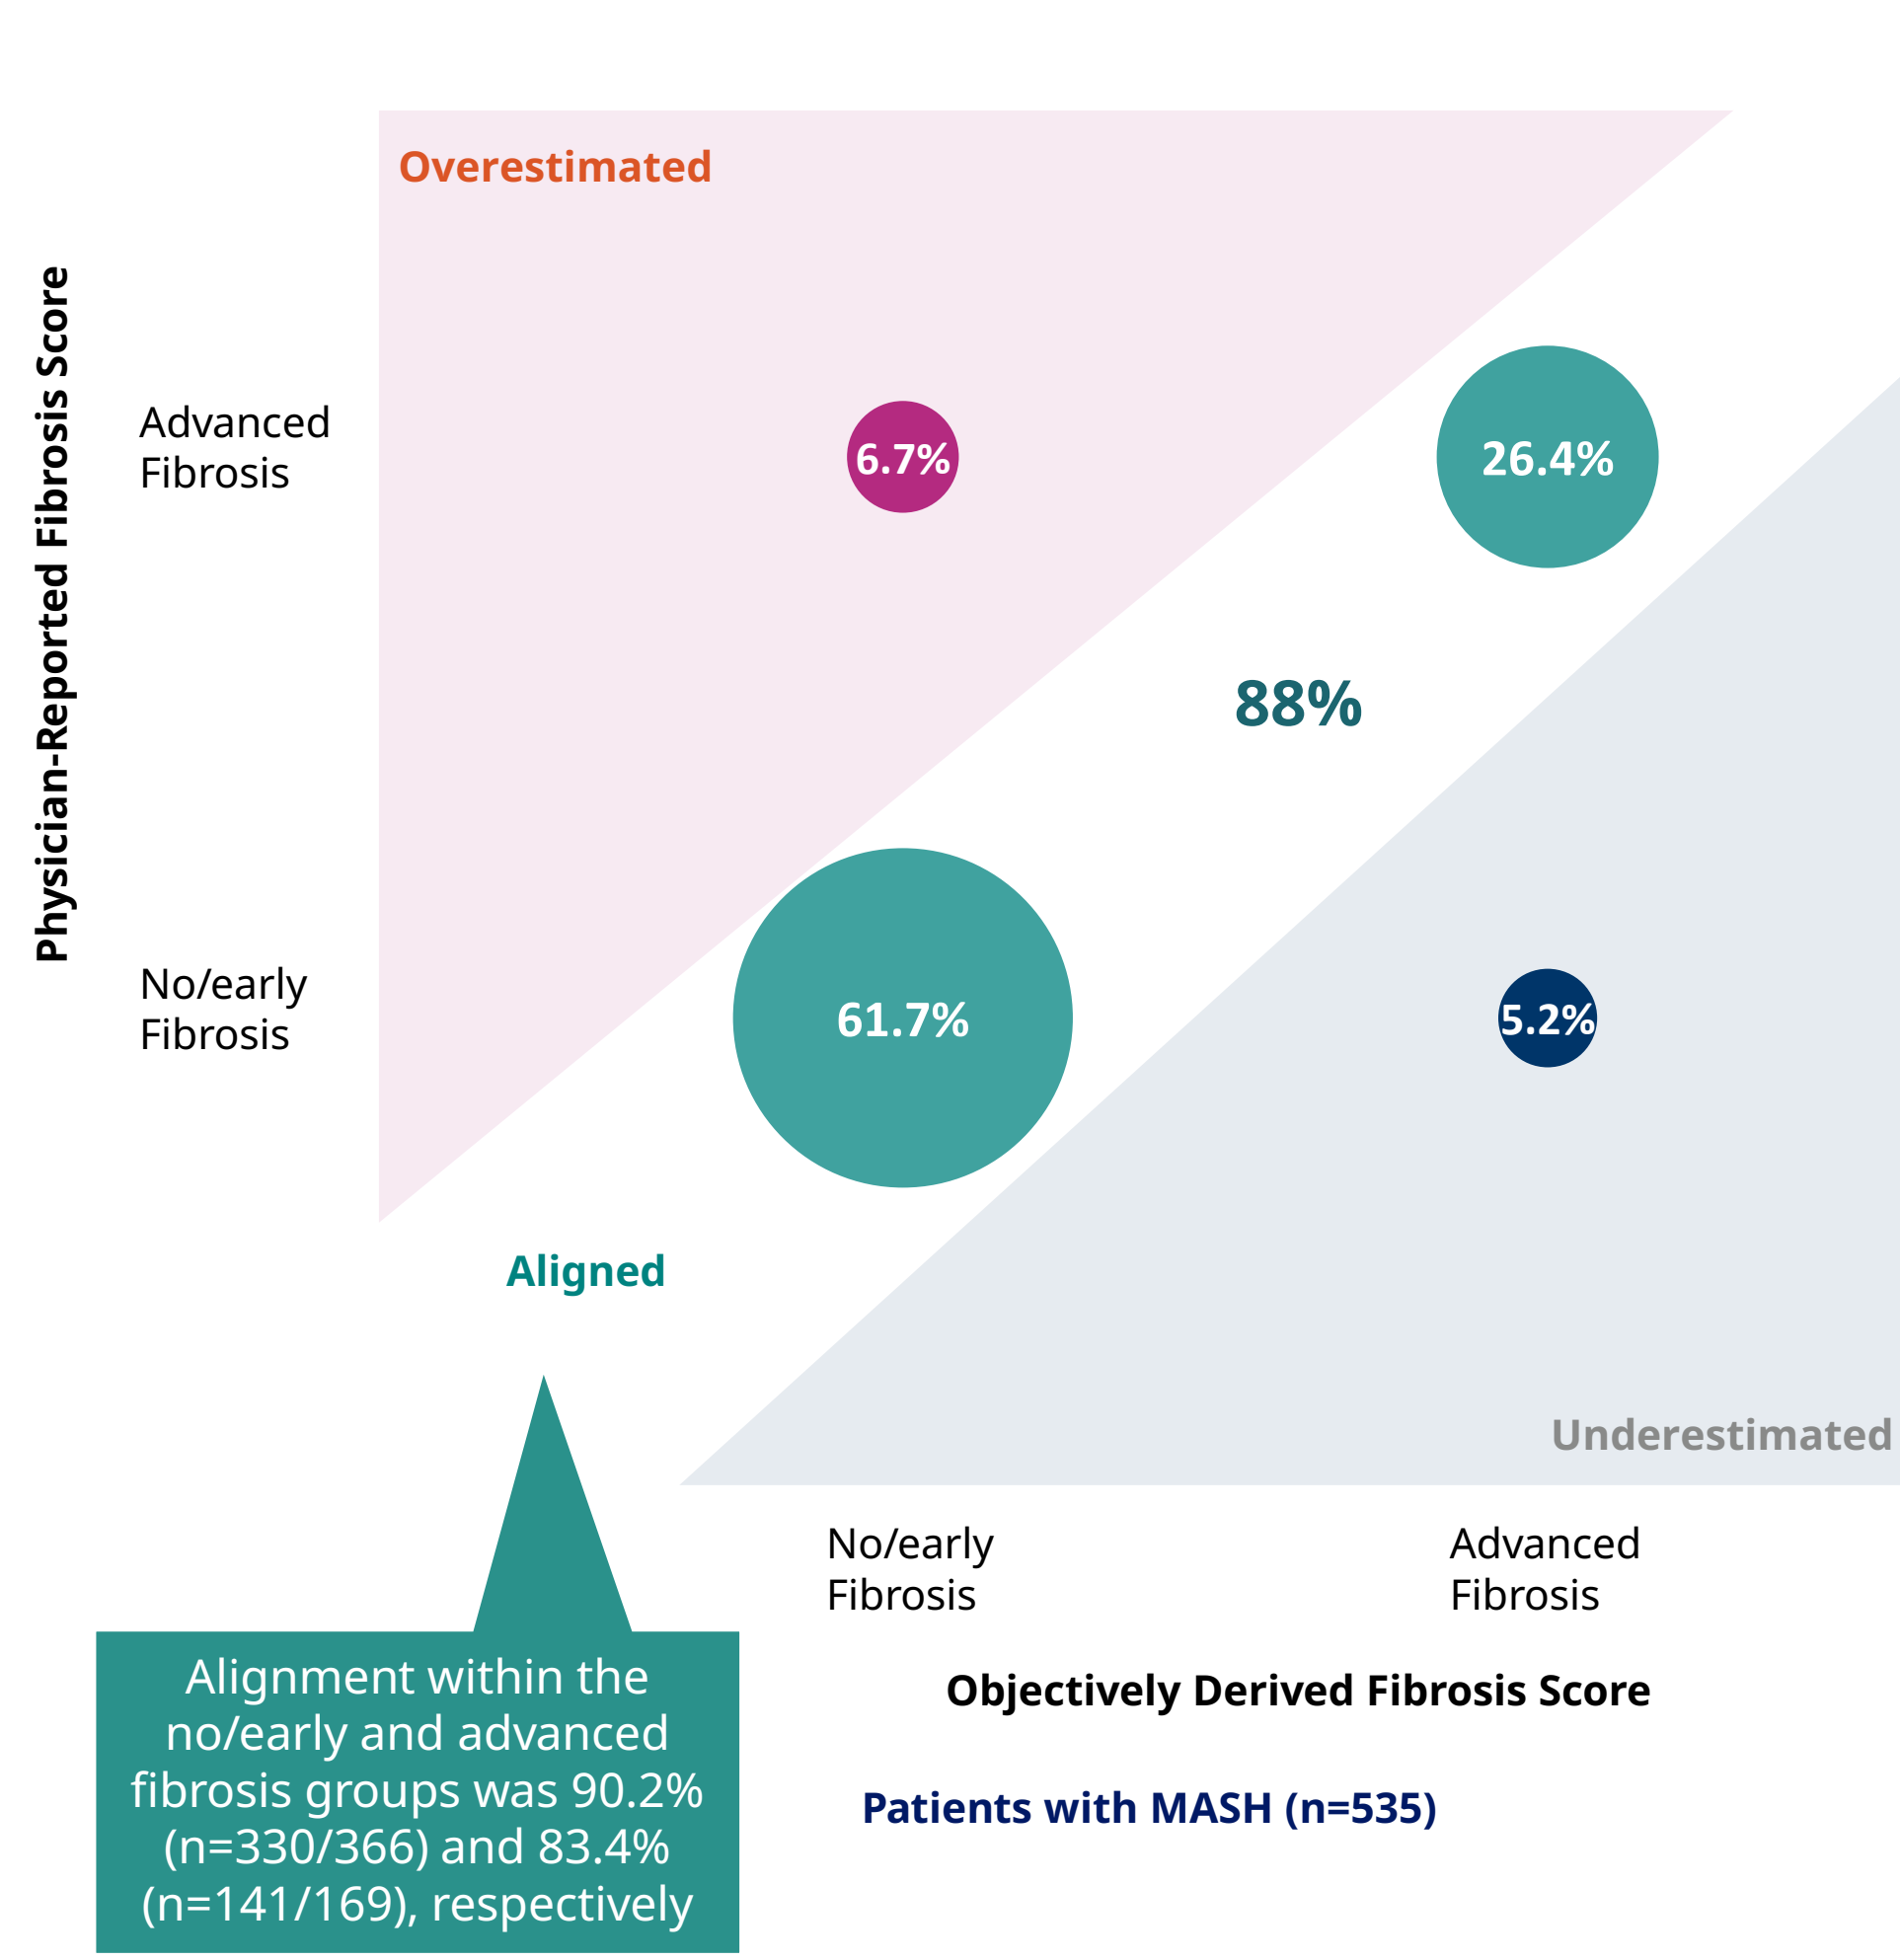 Overestimated
Physician-Reported Fibrosis Score
Advanced
Fibrosis
6.7%
26.4%
88%
No/early
Fibrosis
61.7%
5.2%
Aligned
Underestimated
No/early
Fibrosis
Advanced
Fibrosis
Objectively Derived Fibrosis Score
Patients with MASH (n=535)
Alignment within the
no/early and advanced
fibrosis groups was 90.2%
(n=330/366) and 83.4%
(n=141/169), respectively